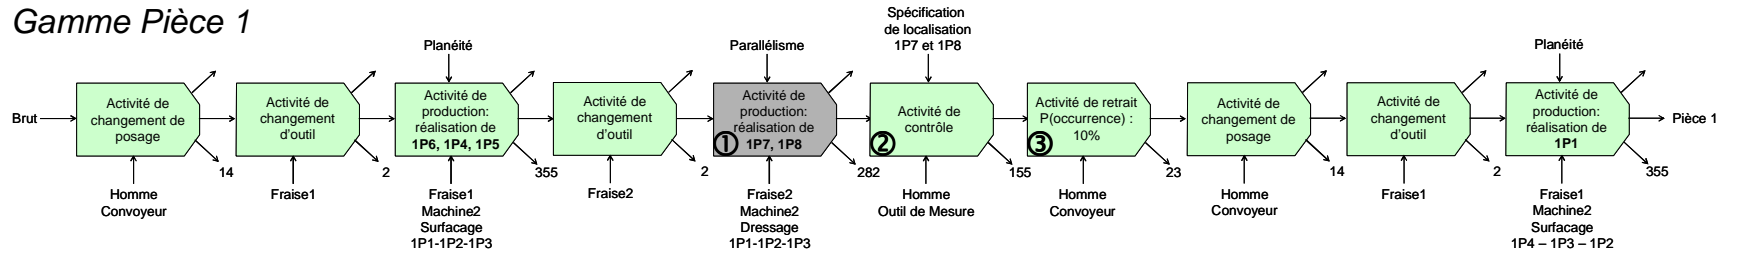 Gamme Pièce 1
Brut
Activité de
changement de
posage
14
Homme
Convoyeur
Activité de
changement
d'outil
2
Fraise1
Planéité
Activité de
production:
réalisation de
1P6, 1P4, 1P5
355
Fraise1
Machine2
Surfacage
1P1-1P2-1P3
Activité de
changement
d'outil
2
Fraise2
Parallélisme
Activité de
production:
réalisation de
① 1P7, 1P8
282
Fraise2
Machine2
Dressage
1P1-1P2-1P3
Spécification
de localisation
1P7 et 1P8
Activité de
contrôle
②
155
Homme
Outil de Mesure
Activité de retrait
P(occurrence) :
10%
③
23
Homme
Convoyeur
Activité de
changement de
posage
14
Homme
Convoyeur
Activité de
changement
d'outil
2
Fraise1
Planéité
Activité de
production:
réalisation de
1P1
355
Fraise1
Machine2
Surfacage
1P4 – 1P3 – 1P2
Pièce 1